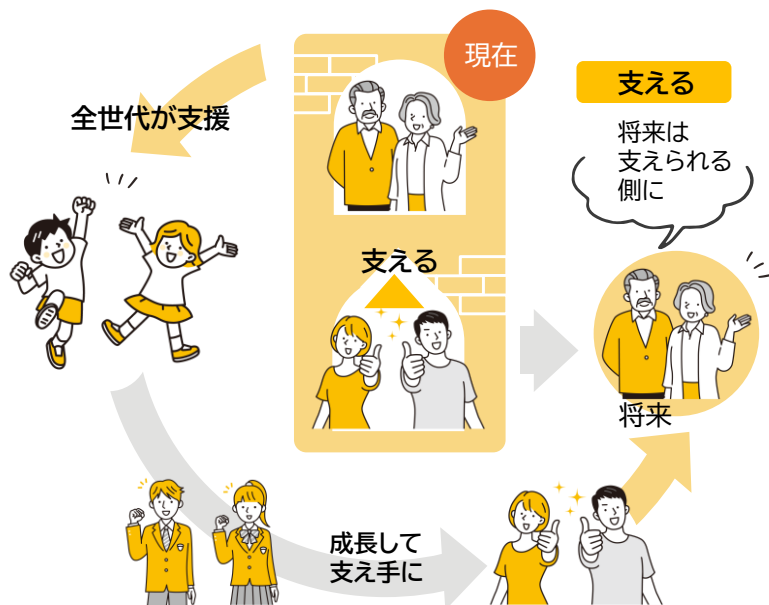 現在
支える
全世代が支援
将来は
支えられる
側に
支える
将来
成長して
支え手に